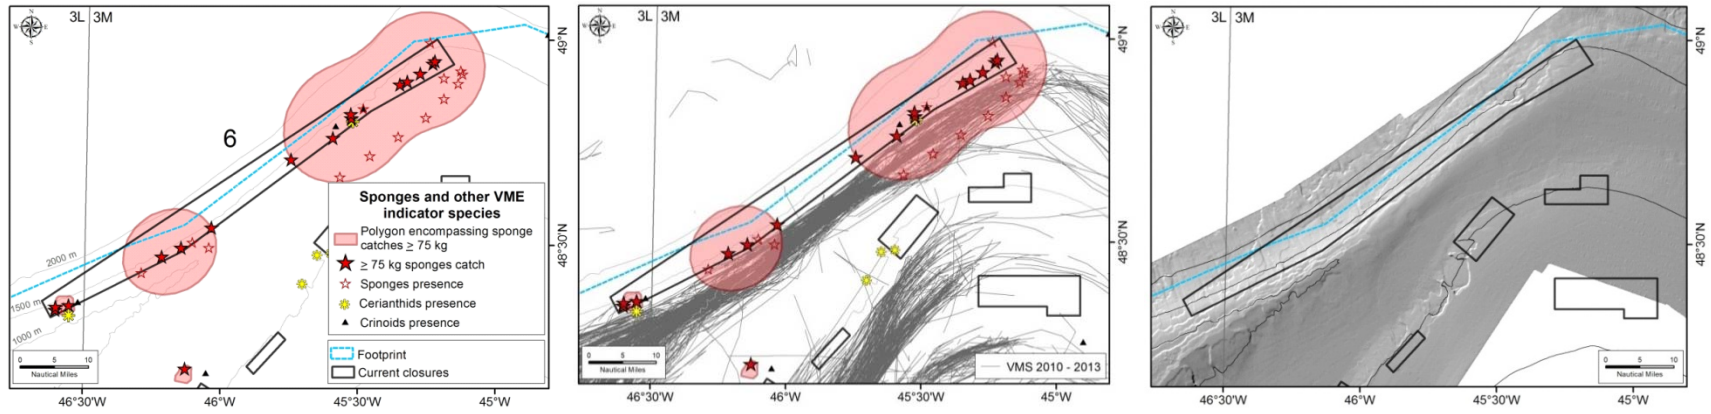 N
W E
S
3L 3M
6
2000 m
1500 m
1000 m
49°N
48°30'N
Sponges and other VME
indicator species
Polygon encompassing sponge
catches ≥ 75 kg
≥ 75 kg sponges catch
Sponges presence
Cerianthids presence
Crinoids presence
Footprint
Current closures
0 5 10
Nautical Miles
46°30'W 46°W 45°30'W 45°W
N
W E
S
3L 3M
49°N
48°30'N
0 5 10
Nautical Miles
VMS 2010 - 2013
46°30'W 46°W 45°30'W 45°W
N
W E
S
3L 3M
49°N
48°30'N
0 5 10
Nautical Miles
46°30'W 46°W 45°30'W 45°W